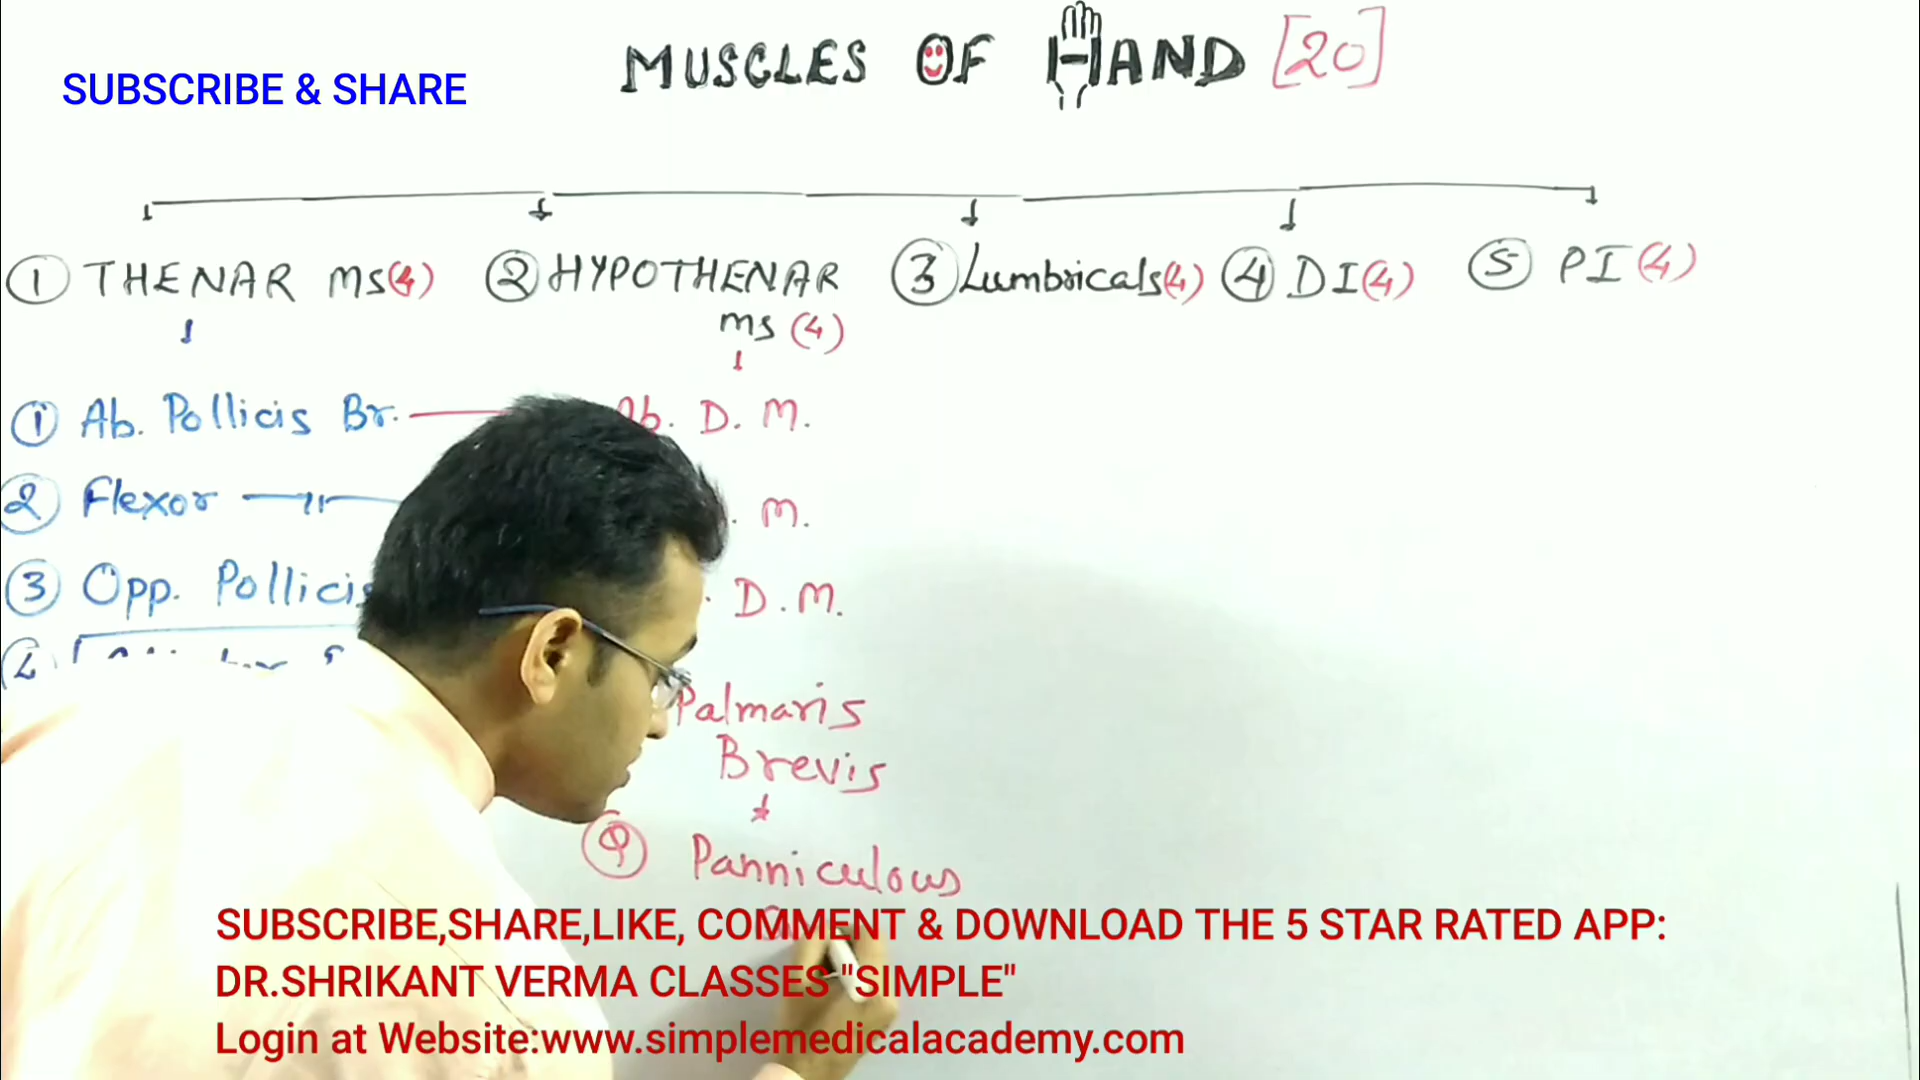 MUSCLES OF HAND [20]
SUBSCRIBE & SHARE
① THENAR MS(4) ② HYPOTHENAR ③ Lumbricals(4) ④ DI(4) ⑤ PI(4)
ms (4)
① Ab. Pollicis Br. Ab. D. M.
② Flexor M.
③ Opp. Pollicis D.M.
Palmaris
Brevis
Panniculous
SUBSCRIBE,SHARE,LIKE, COMMENT & DOWNLOAD THE 5 STAR RATED APP:
DR.SHRIKANT VERMA CLASSES "SIMPLE"
Login at Website:www.simplemedicalacademy.com